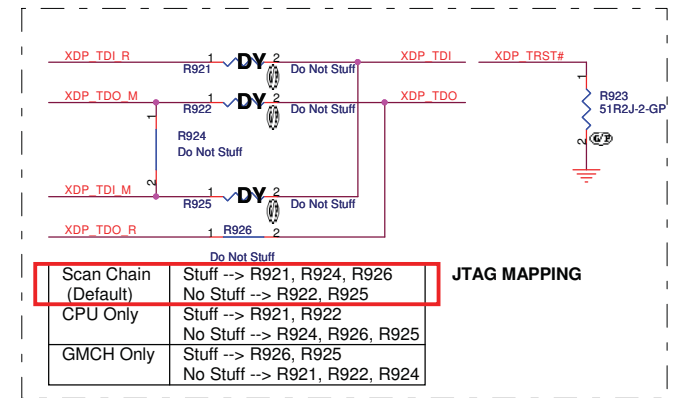 XDP_TDI_R
R921
1
DY
2
Do Not Stuff
XDP_TDI
XDP_TRST#
XDP_TDO_M
R922
1
DY
2
Do Not Stuff
XDP_TDO
1
R923
51R2J-2-GP
2
1
R924
Do Not Stuff
2
XDP_TDI_M
R925
1
DY
2
Do Not Stuff
XDP_TDO_R
1 R926 2
Do Not Stuff
Scan Chain Stuff --> R921, R924, R926
(Default) No Stuff --> R922, R925
JTAG MAPPING
CPU Only Stuff --> R921, R922
No Stuff --> R924, R926, R925
GMCH Only Stuff --> R926, R925
No Stuff --> R921, R922, R924